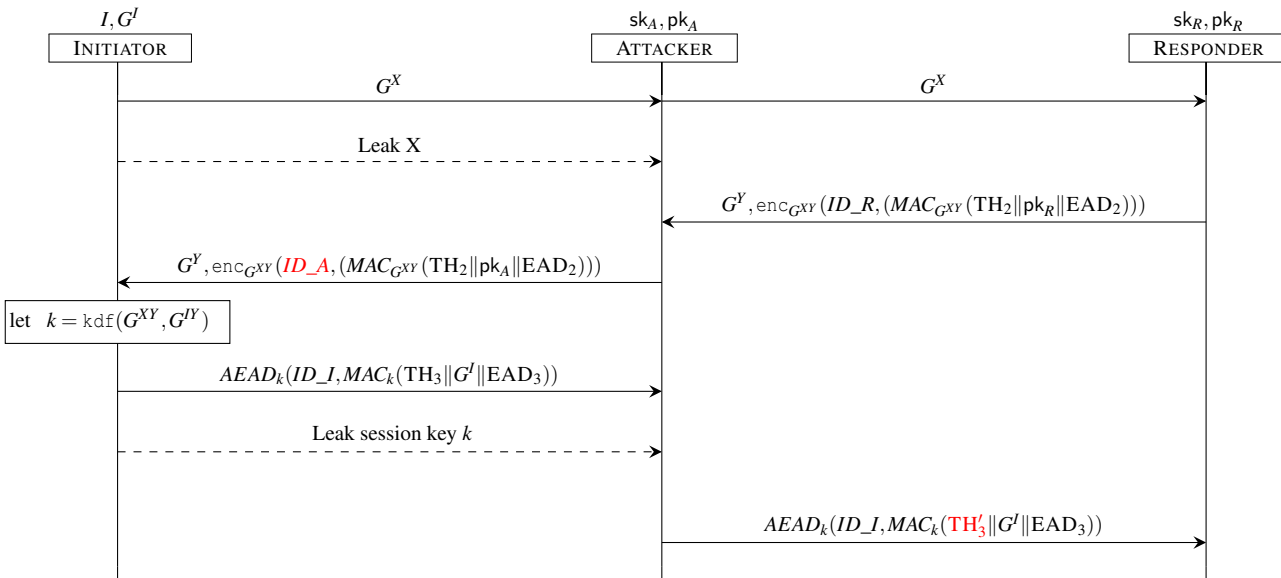 I, G^I
sk_A, pk_A
sk_R, pk_R
INITIATOR
ATTACKER
RESPONDER
G^X
G^X
Leak X
G^Y, enc_{G^{XY}}(ID_R, (MAC_{G^{XY}}(TH_2||pk_R||EAD_2)))
G^Y, enc_{G^{XY}}(ID_A, (MAC_{G^{XY}}(TH_2||pk_A||EAD_2)))
let k = kdf(G^{XY}, G^{IY})
AEAD_k(ID_I, MAC_k(TH_3||G^I||EAD_3))
Leak session key k
AEAD_k(ID_I, MAC_k(TH'_3||G^I||EAD_3))